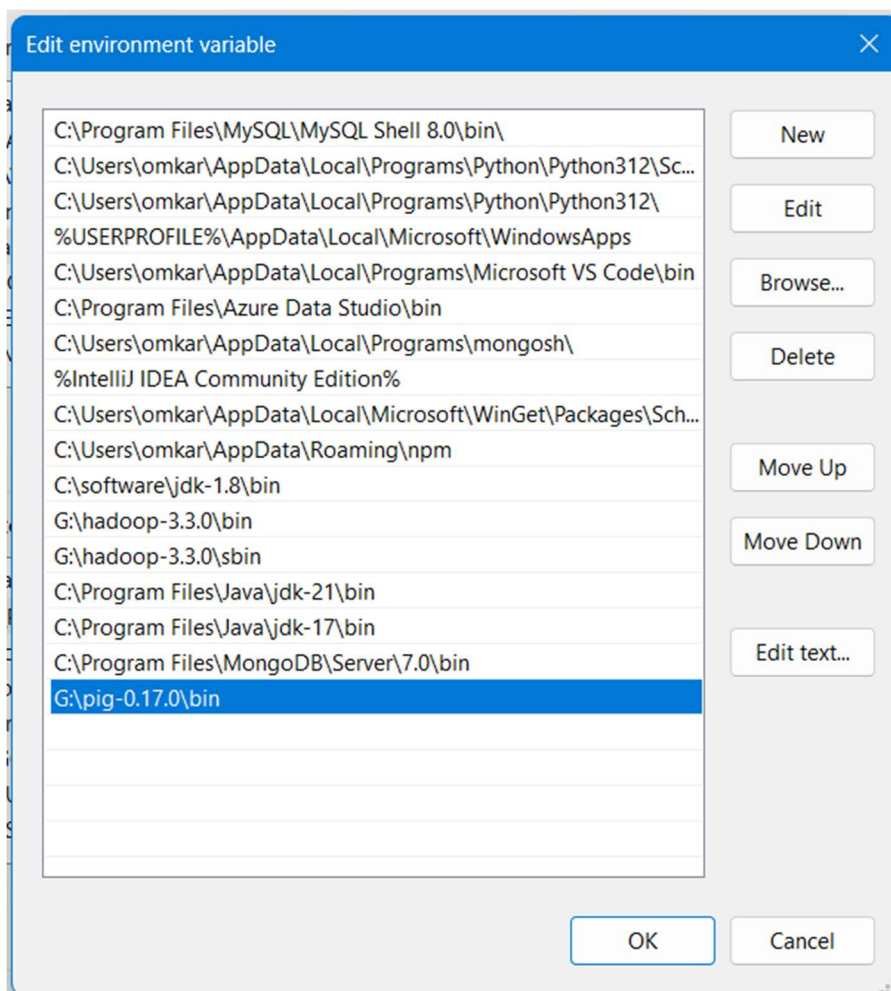 Edit environment variable
C:\Program Files\MySQL\MySQL Shell 8.0\bin\
New
C:\Users\omkar\AppData\Local\Programs\Python\Python312\Sc...
C:\Users\omkar\AppData\Local\Programs\Python\Python312\
Edit
%USERPROFILE%\AppData\Local\Microsoft\WindowsApps
C:\Users\omkar\AppData\Local\Programs\Microsoft VS Code\bin
Browse...
C:\Program Files\Azure Data Studio\bin
C:\Users\omkar\AppData\Local\Programs\mongosh\
Delete
%IntelliJ IDEA Community Edition%
C:\Users\omkar\AppData\Local\Microsoft\WinGet\Packages\Sch...
C:\Users\omkar\AppData\Roaming\npm
Move Up
C:\software\jdk-1.8\bin
G:\hadoop-3.3.0\bin
Move Down
G:\hadoop-3.3.0\sbin
C:\Program Files\Java\jdk-21\bin
C:\Program Files\Java\jdk-17\bin
Edit text...
C:\Program Files\MongoDB\Server\7.0\bin
G:\pig-0.17.0\bin
OK
Cancel